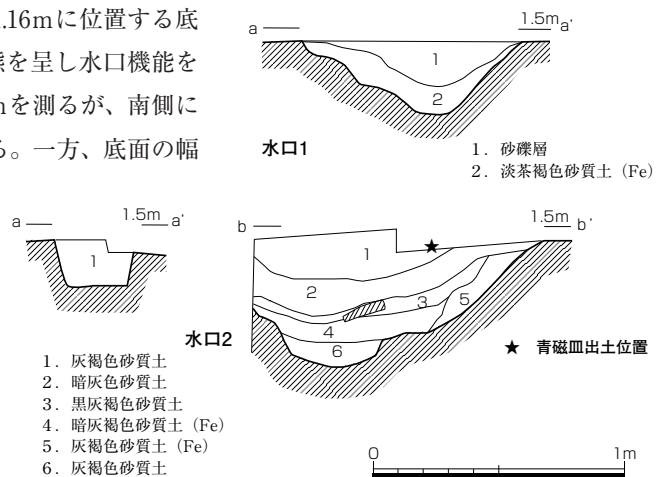 .16mに位置する底
態を呈し水口機能を
mを測るが、南側に
る。一方、底面の幅
a 1.5m a'
1
2
水口1
1. 砂礫層
2. 淡茶褐色砂質土（Fe）
a 1.5m a'
1
b 1.5m b'
1
2
3
5
4
6
水口2
★ 青磁皿出土位置
1. 灰褐色砂質土
2. 暗灰色砂質土
3. 黒灰褐色砂質土
4. 暗灰褐色砂質土（Fe）
5. 灰褐色砂質土（Fe）
6. 灰褐色砂質土
0 1m